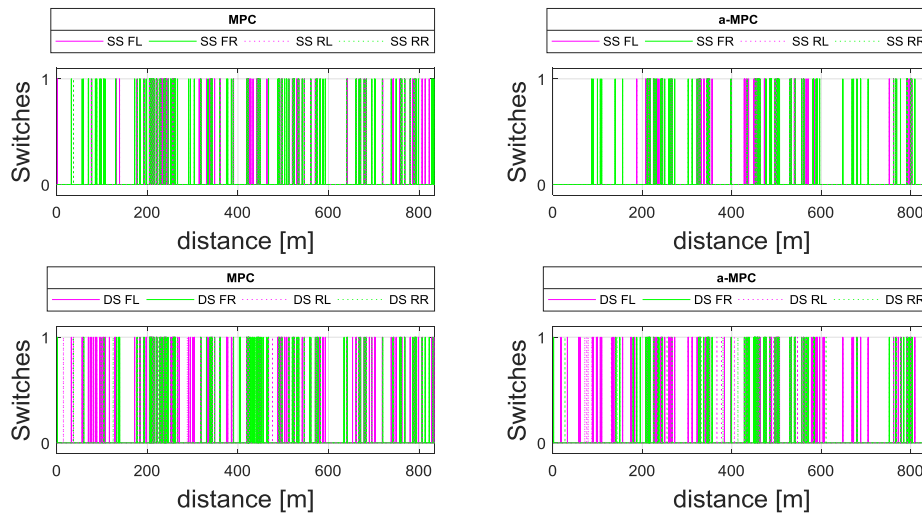 MPC
SS FL SS FR SS RL SS RR
1
Switches
0
0 200 400 600 800
distance [m]
a-MPC
SS FL SS FR SS RL SS RR
1
Switches
0
0 200 400 600 800
distance [m]
MPC
DS FL DS FR DS RL DS RR
1
Switches
0
0 200 400 600 800
distance [m]
a-MPC
DS FL DS FR DS RL DS RR
1
Switches
0
0 200 400 600 800
distance [m]